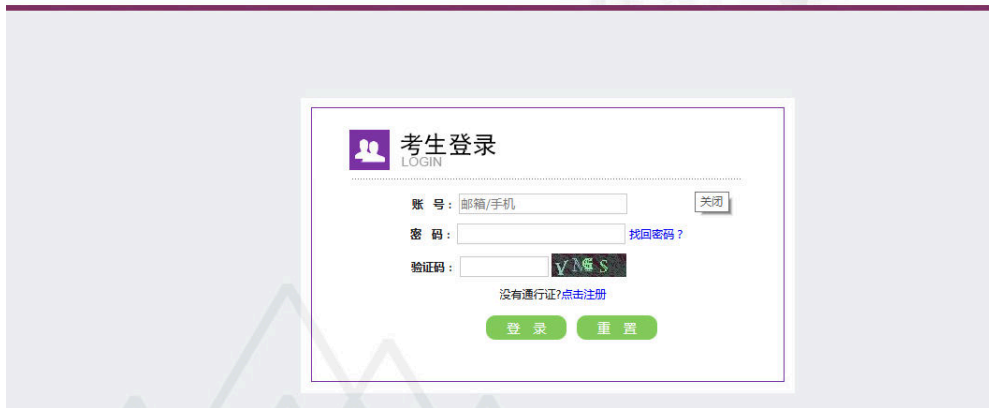 考生登录
LOGIN
账 号：邮箱/手机
关闭
密 码：
找回密码？
验证码：
没有通行证?点击注册
登 录
重 置